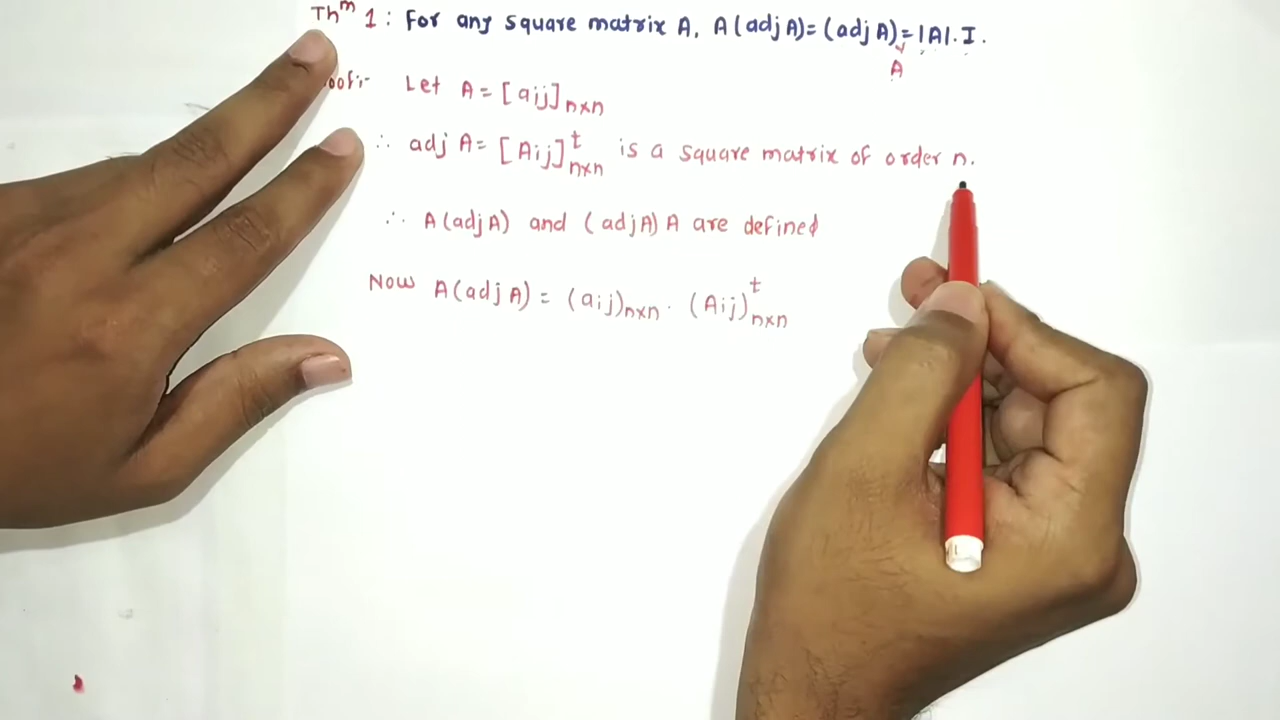 Thᵐ 1: For any square matrix A, A(adj A)= (adj A)= |A|. I.
A
Let A = [aij]n×n
∴ adj A= [Aij]ᵗn×n is a square matrix of order n.
∴ A(adj A) and (adj A) A are defined
Now A(adj A) = (aij)n×n · (Aij)ᵗn×n